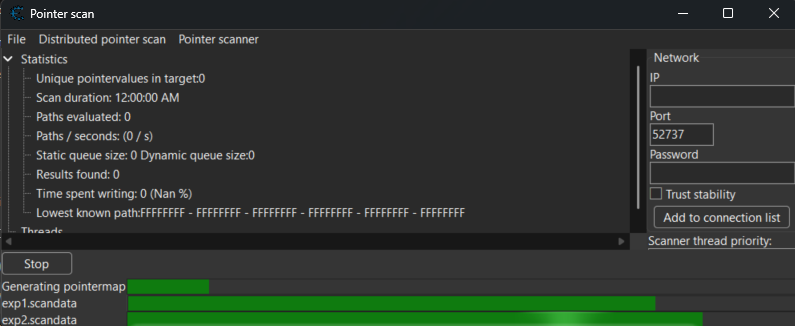 Pointer scan
File Distributed pointer scan Pointer scanner
Statistics
Unique pointervalues in target:0
Scan duration: 12:00:00 AM
Paths evaluated: 0
Paths / seconds: (0 / s)
Static queue size: 0 Dynamic queue size:0
Results found: 0
Time spent writing: 0 (Nan %)
Lowest known path:FFFFFFFF - FFFFFFFF - FFFFFFFF - FFFFFFFF - FFFFFFFF - FFFFFFFF
Threads
Network
IP
Port
52737
Password
Trust stability
Add to connection list
Scanner thread priority:
Stop
Generating pointermap
exp1.scandata
exp2.scandata